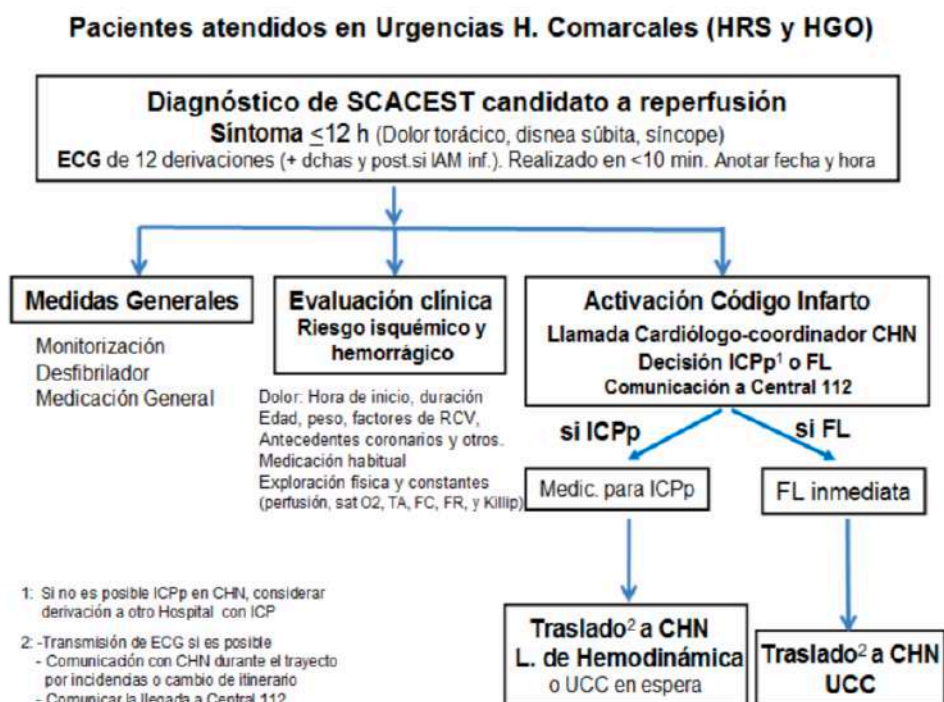 Pacientes atendidos en Urgencias H. Comarcales (HRS y HGO)
Diagnóstico de SCACEST candidato a reperfusión
Síntoma ≤12 h (Dolor torácico, disnea súbita, síncope)
ECG de 12 derivaciones (+ dchas y post.si IAM inf.). Realizado en <10 min. Anotar fecha y hora
Medidas Generales
Monitorización
Desfibrilador
Medicación General
Evaluación clínica
Riesgo isquémico y
hemorrágico
Dolor: Hora de inicio, duración
Edad, peso, factores de RCV,
Antecedentes coronarios y otros.
Medicación habitual
Exploración física y constantes
(perfusión, sat O2, TA, FC, FR, y Killip)
Activación Código Infarto
Llamada Cardiólogo-coordinador CHN
Decisión ICPp¹ o FL
Comunicación a Central 112
si ICPp
si FL
Medic. para ICPp
FL inmediata
Traslado² a CHN
L. de Hemodinámica
o UCC en espera
Traslado² a CHN
UCC
1: Si no es posible ICPp en CHN, considerar
derivación a otro Hospital con ICP
2: -Transmisión de ECG si es posible
- Comunicación con CHN durante el trayecto
por incidencias o cambio de itinerario
- Comunicar la llegada a Central 112